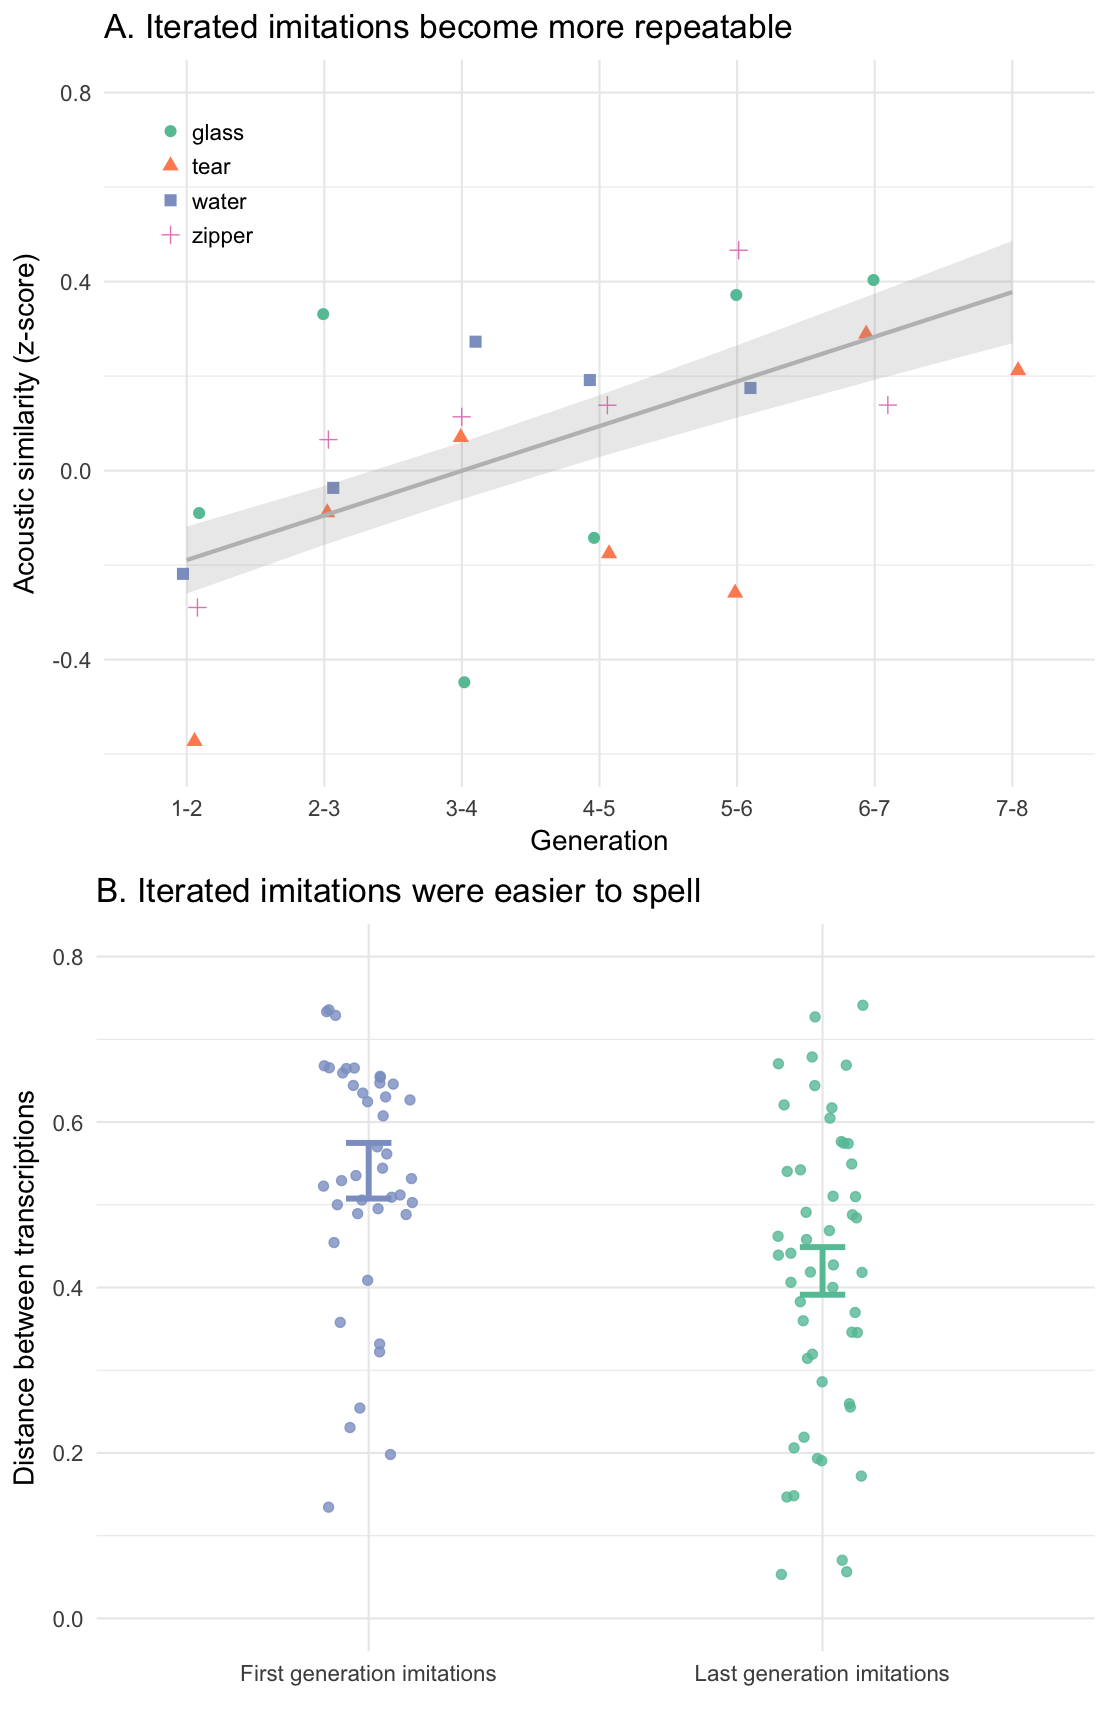 A. Iterated imitations become more repeatable
Acoustic similarity (z-score)
0.8
0.4
0.0
-0.4
glass
tear
water
zipper
1-2 2-3 3-4 4-5 5-6 6-7 7-8
Generation
B. Iterated imitations were easier to spell
Distance between transcriptions
0.8
0.6
0.4
0.2
0.0
First generation imitations Last generation imitations